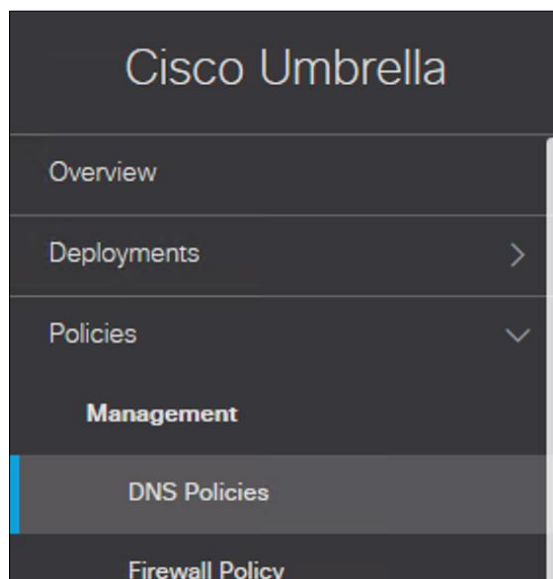 Cisco Umbrella
Overview
Deployments
Policies
Management
DNS Policies
Firewall Policy